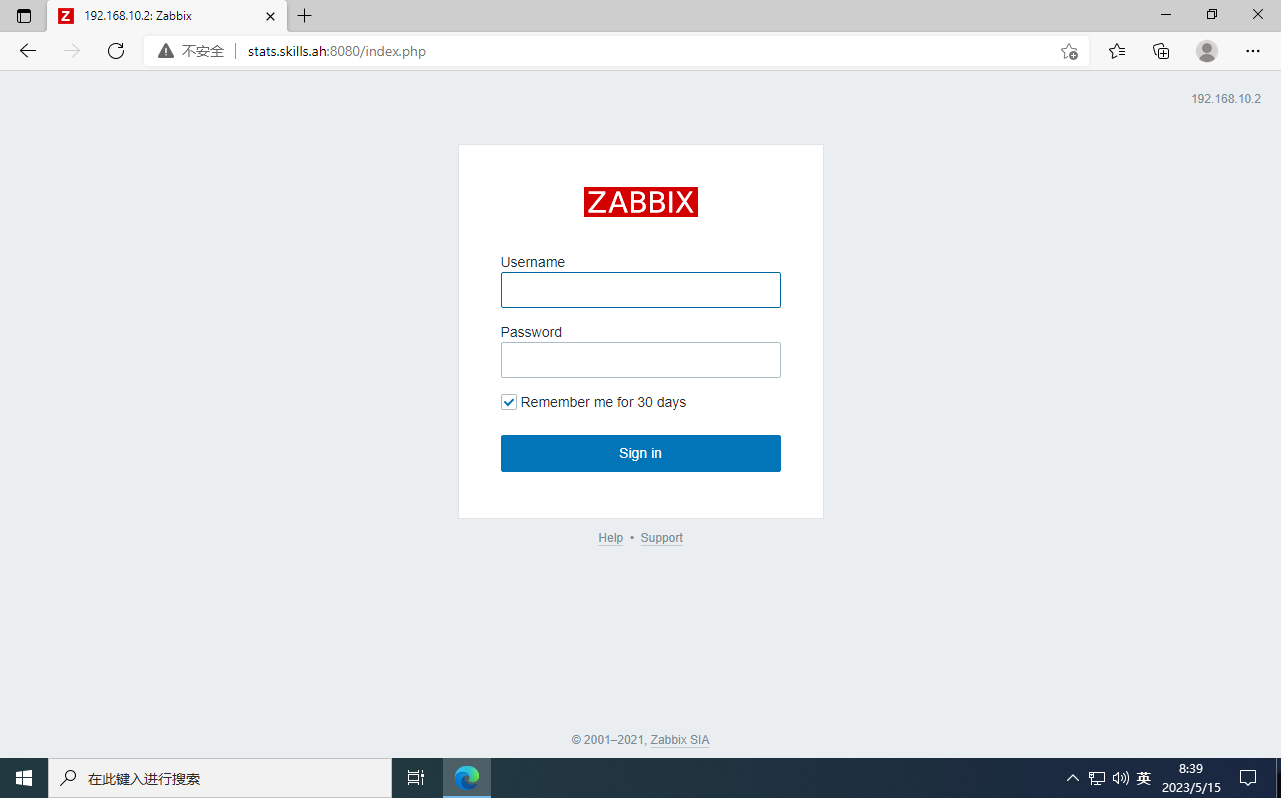 Z 192.168.10.2: Zabbix
不安全 stats.skills.ah:8080/index.php
192.168.10.2
ZABBIX
Username
Password
Remember me for 30 days
Sign in
Help • Support
© 2001–2021, Zabbix SIA
在此键入进行搜索
英
8:39
2023/5/15